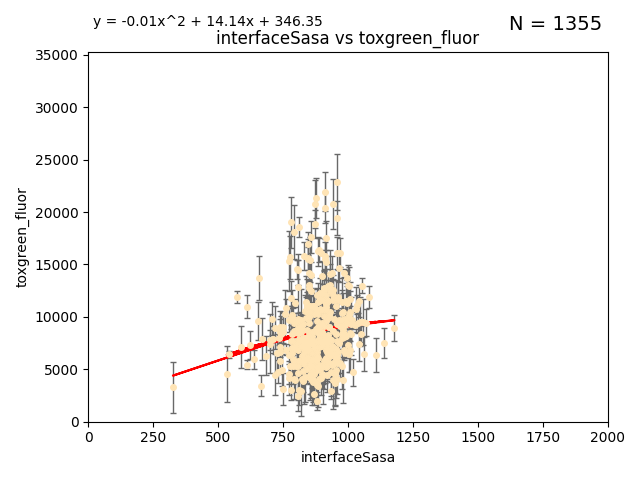 y = -0.01x^2 + 14.14x + 346.35
N = 1355
interfaceSasa vs toxgreen_fluor
35000
30000
25000
20000
15000
10000
5000
0
toxgreen_fluor
0 250 500 750 1000 1250 1500 1750 2000
interfaceSasa